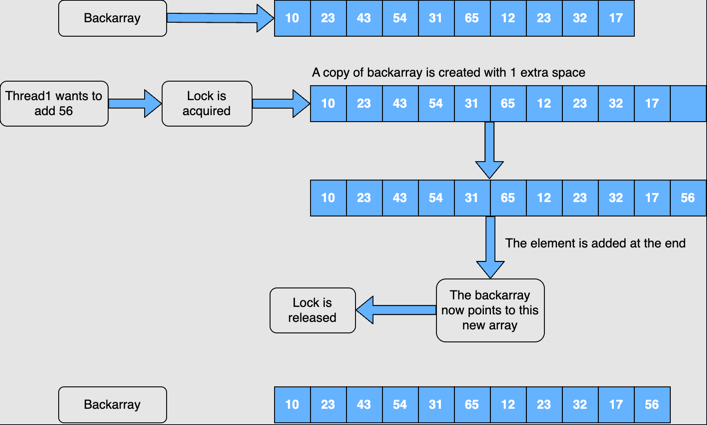 Backarray
10 23 43 54 31 65 12 23 32 17
A copy of backarray is created with 1 extra space
Thread1 wants to
add 56
Lock is
acquired
10 23 43 54 31 65 12 23 32 17
10 23 43 54 31 65 12 23 32 17 56
The element is added at the end
Lock is
released
The backarray
now points to this
new array
Backarray
10 23 43 54 31 65 12 23 32 17 56